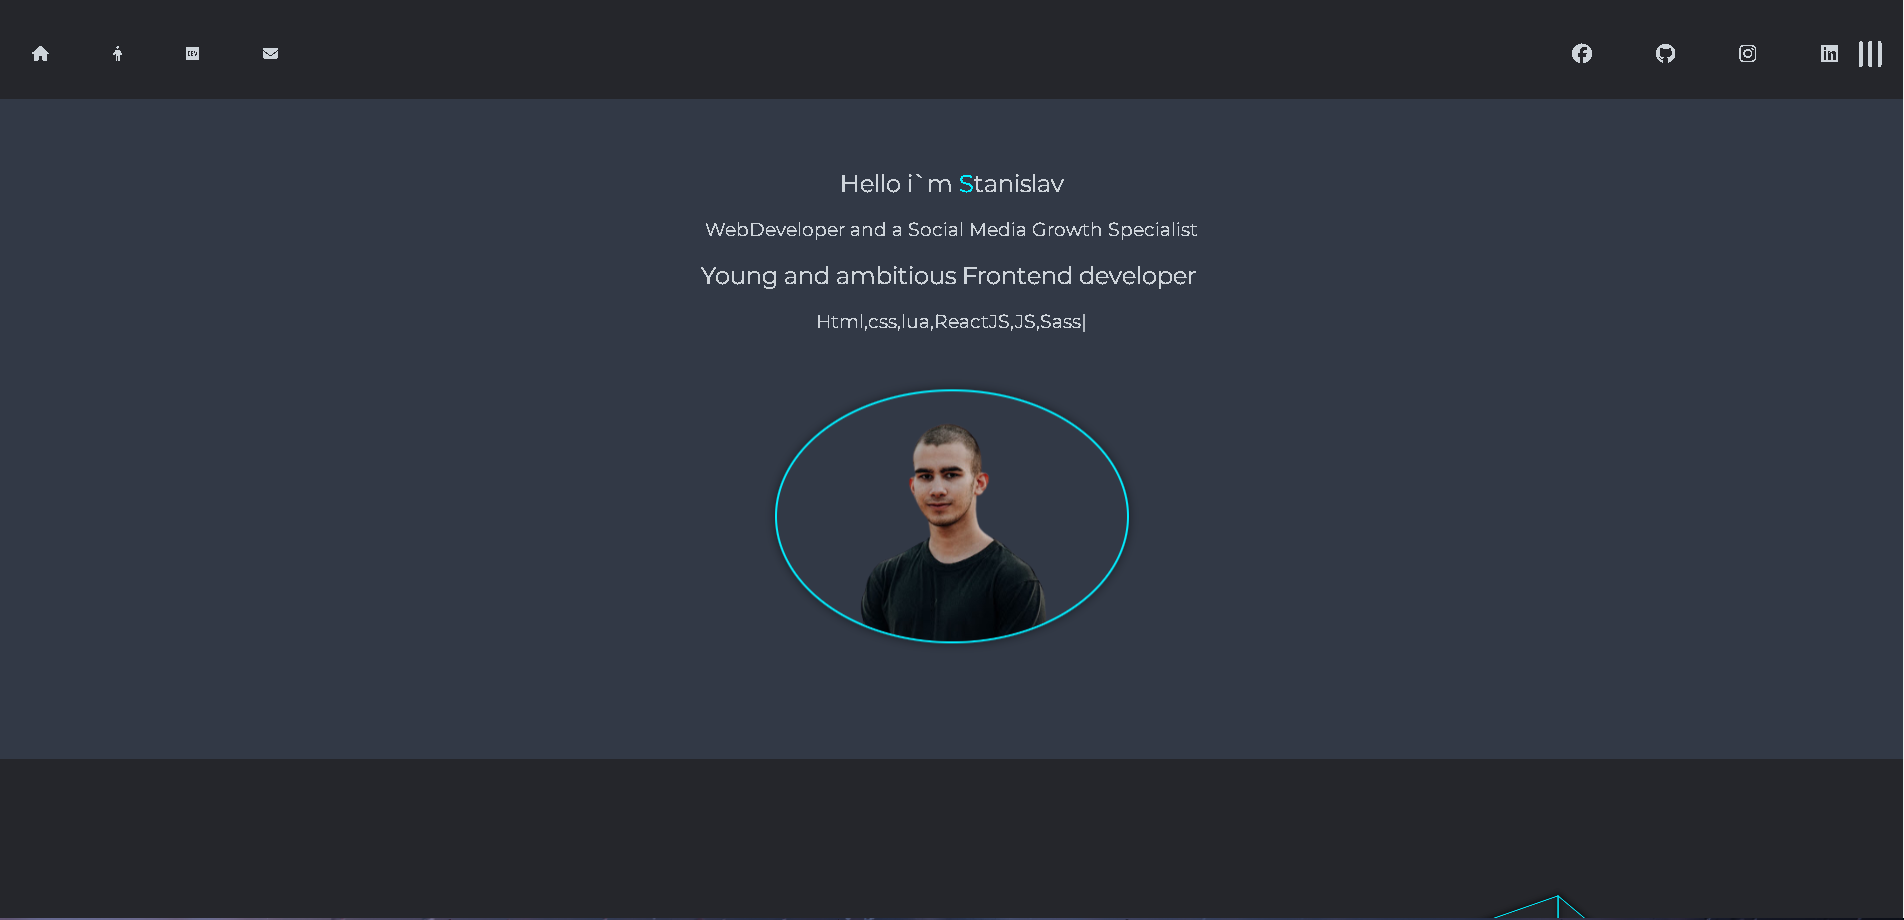 DEV
Hello i`m Stanislav
WebDeveloper and a Social Media Growth Specialist
Young and ambitious Frontend developer
Html,css,lua,ReactJS,JS,Sass|